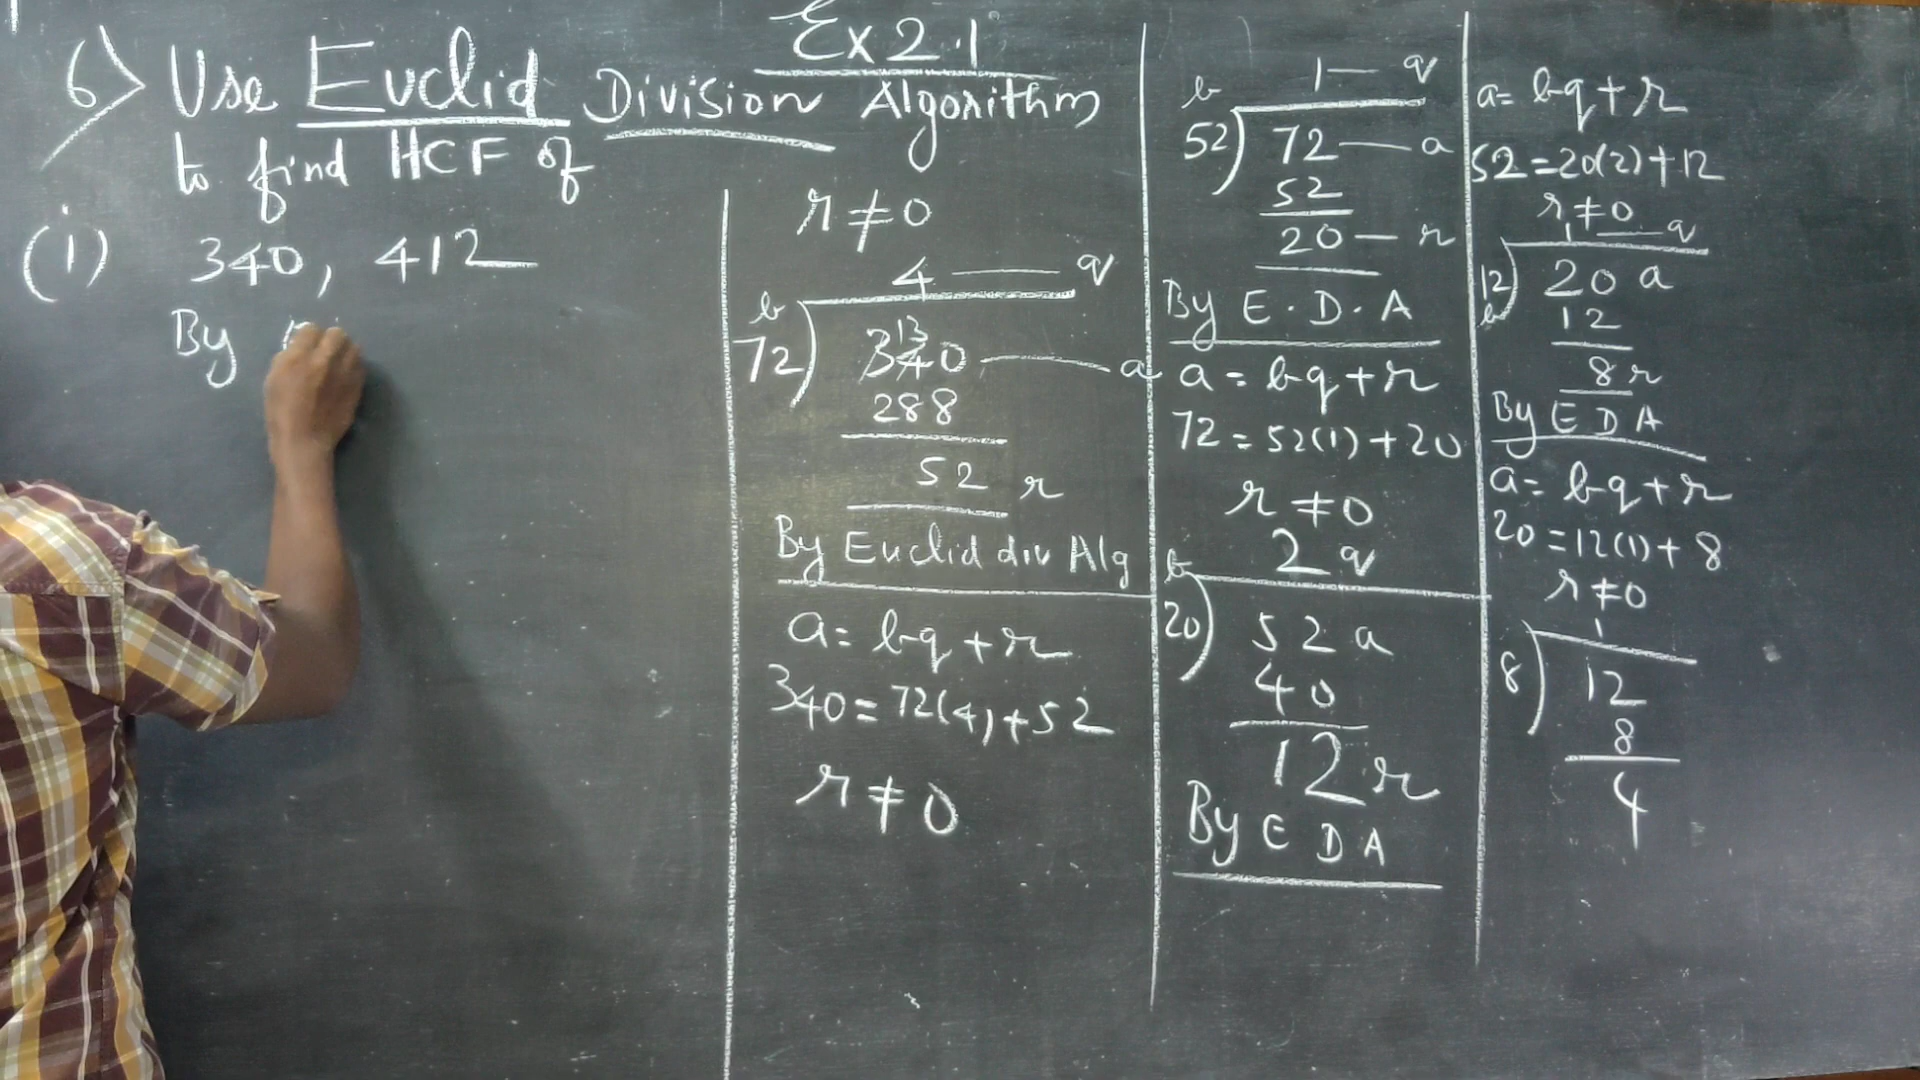 Ex 2.1
6) Use Euclid Division Algorithm
to find HCF of
(i) 340, 412
By
r ≠ 0
4 — q
b
72) 340 — a
13
288
52 r
By Euclid div Alg
a = bq + r
340 = 72(4) + 52
r ≠ 0
1 — q
b
52) 72 — a
52
20 — r
By E.D.A
a = bq + r
72 = 52(1) + 20
r ≠ 0
2 q
b
20) 52 a
40
12 r
By E D A
a = bq + r
52 = 20(2) + 12
r ≠ 0
1 — q
12) 20 a
b
12
8 r
By E D A
a = bq + r
20 = 12(1) + 8
r ≠ 0
1
8) 12
8
4